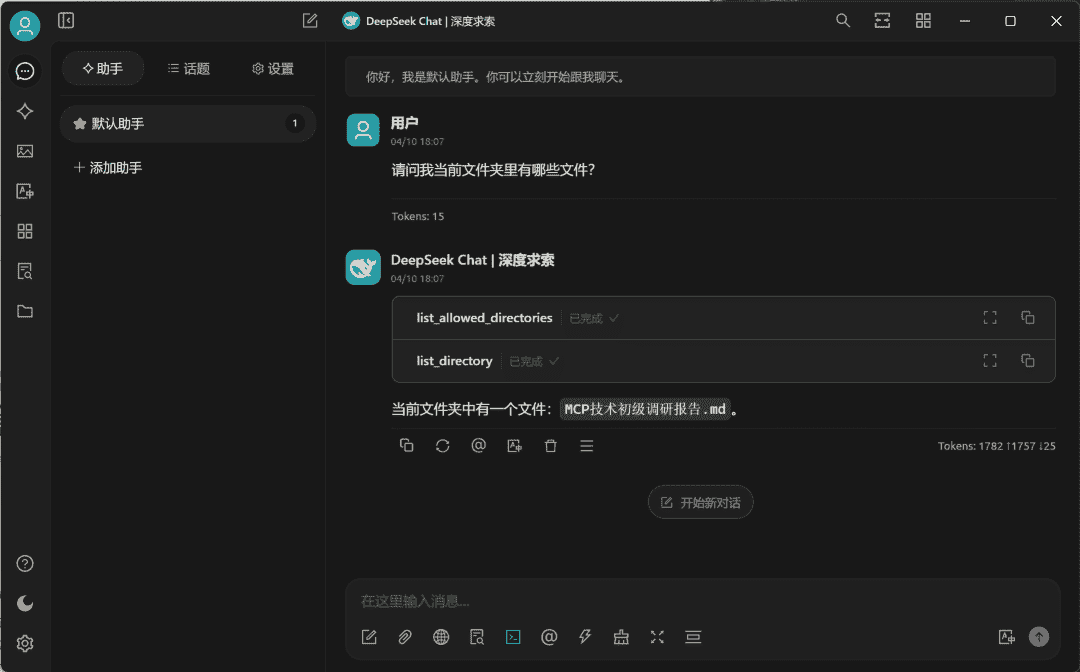 DeepSeek Chat | 深度求索
助手
话题
设置
默认助手
1
添加助手
你好，我是默认助手。你可以立刻开始跟我聊天。
用户
04/10 18:07
请问我当前文件夹里有哪些文件？
Tokens: 15
DeepSeek Chat | 深度求索
04/10 18:07
list_allowed_directories 已完成
list_directory 已完成
当前文件夹中有一个文件： MCP技术初级调研报告.md 。
Tokens: 1782 ↑1757 ↓25
开始新对话
在这里输入消息...